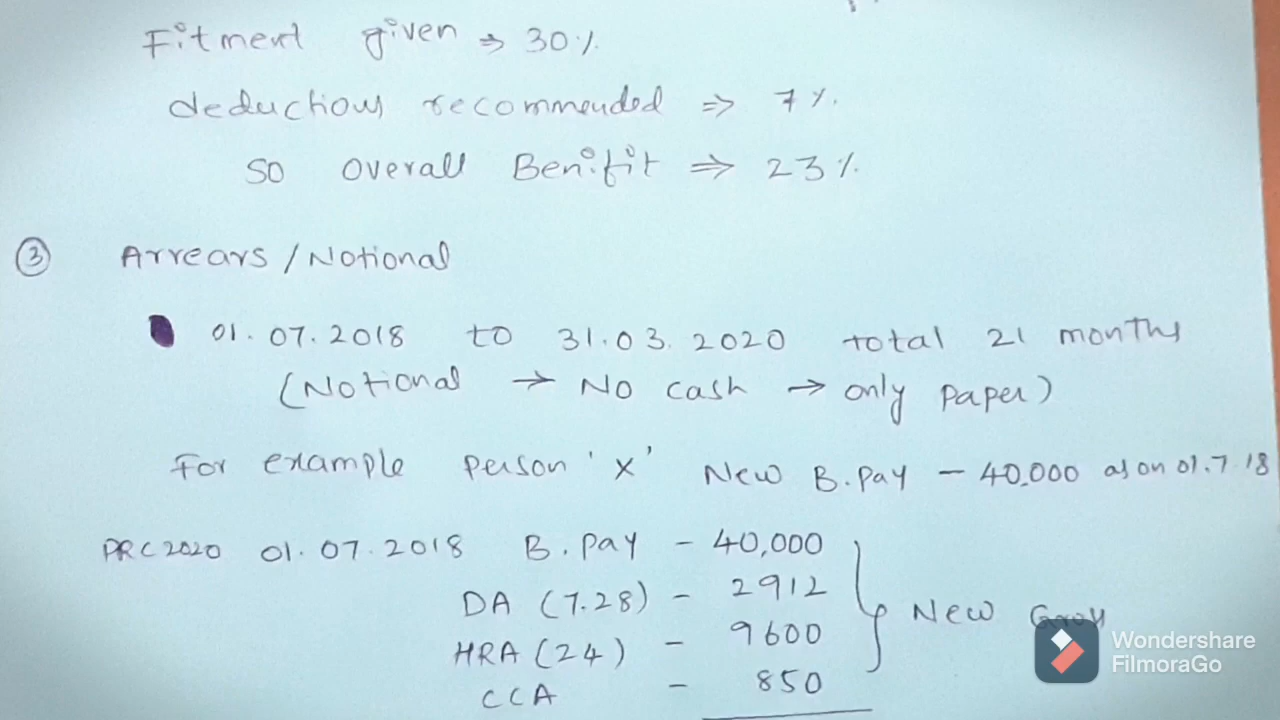 Fitment given ⇒ 30%
deductions recommended ⇒ 7%
So overall Benifit ⇒ 23%
③ Arrears / Notional
01.07.2018 to 31.03.2020 total 21 months
(Notional → No cash → only paper)
For example person 'x' New B.pay – 40,000 as on 01.7.18
PRC 2020 01.07.2018 B.pay – 40,000
DA (7.28) – 2912
HRA (24) – 9600
CCA – 850
New Gross
Wondershare
FilmoraGo